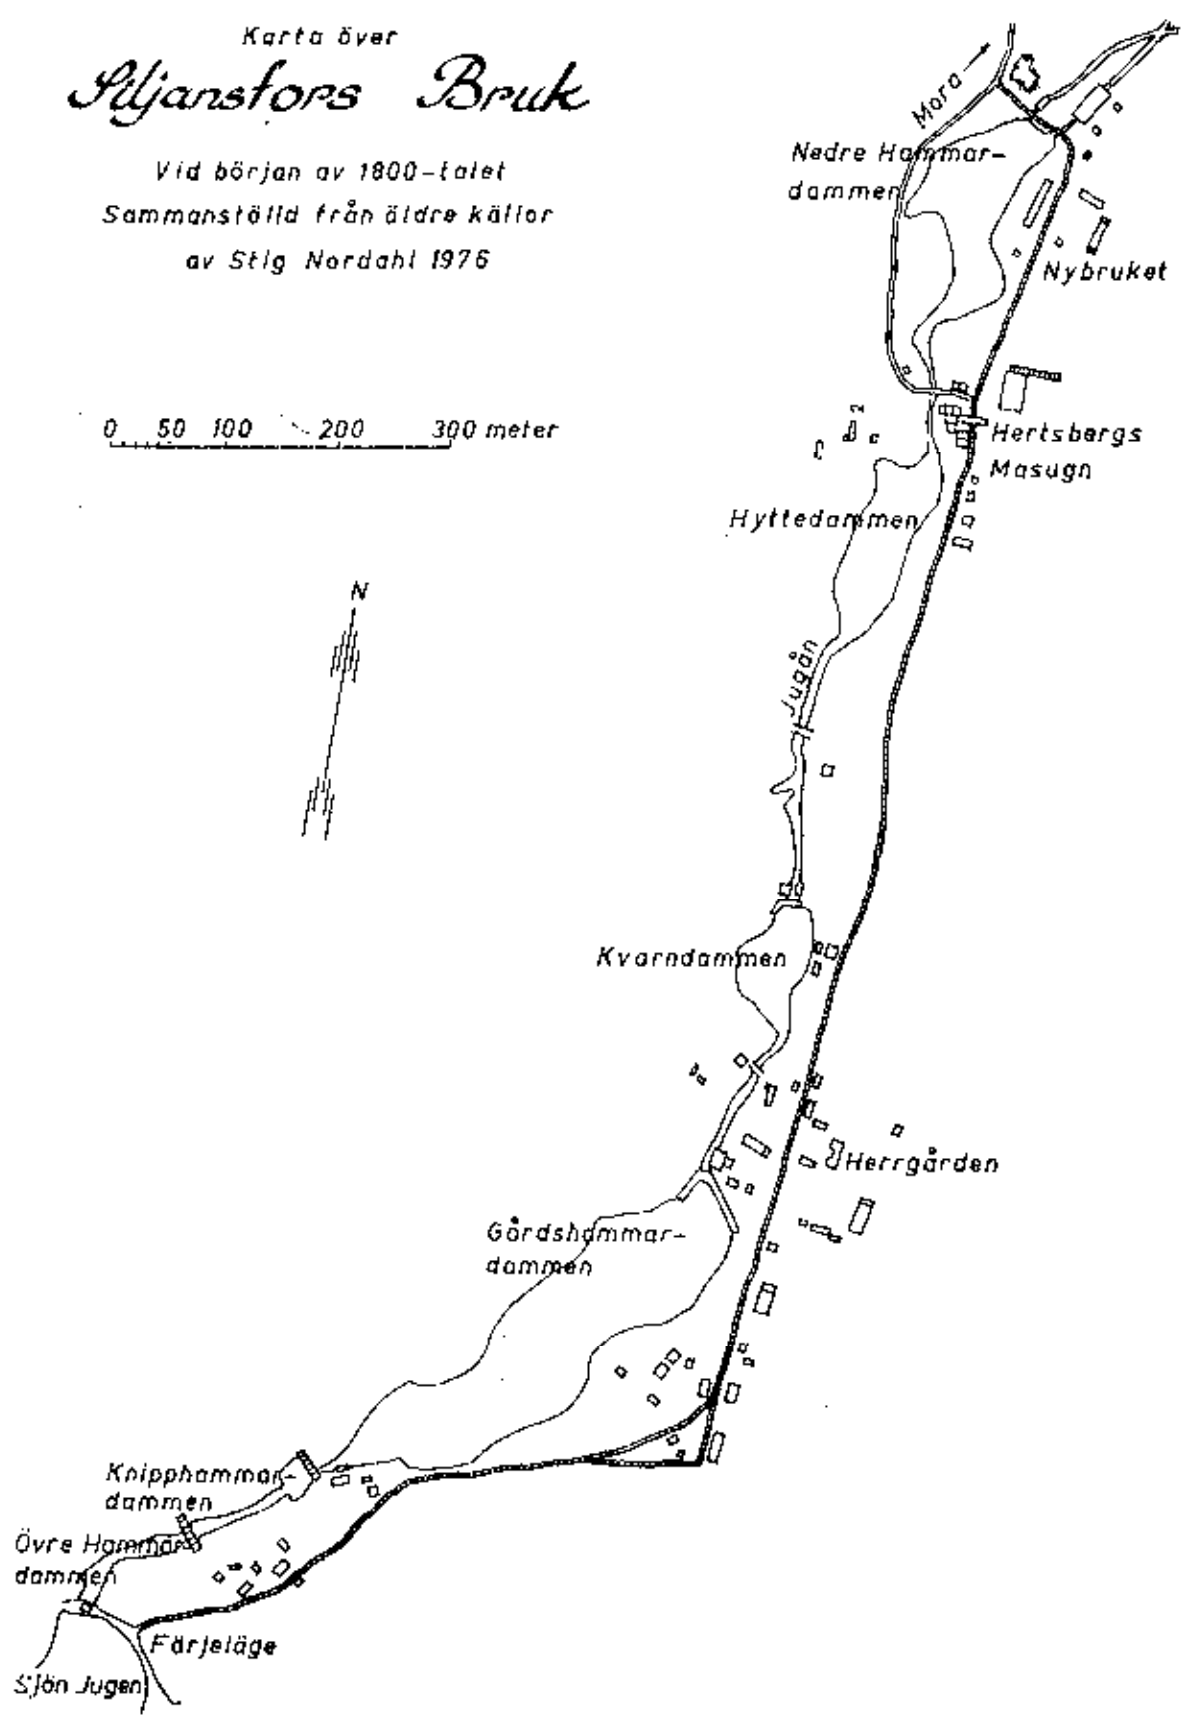 Karta över
Siljansfors Bruk
Vid början av 1800-talet
Sammanställd från äldre källor
av Stig Nordahl 1976
0 50 100 200 300 meter
N
Mora
Nedre Hammar-
dammen
Nybruket
Hertsbergs
Masugn
Hyttedammen
Jugån
Kvarndammen
Herrgården
Gårdshammar-
dammen
Knipphammar-
dammen
Övre Hammar
dammen
Färjeläge
Sjön Jugen